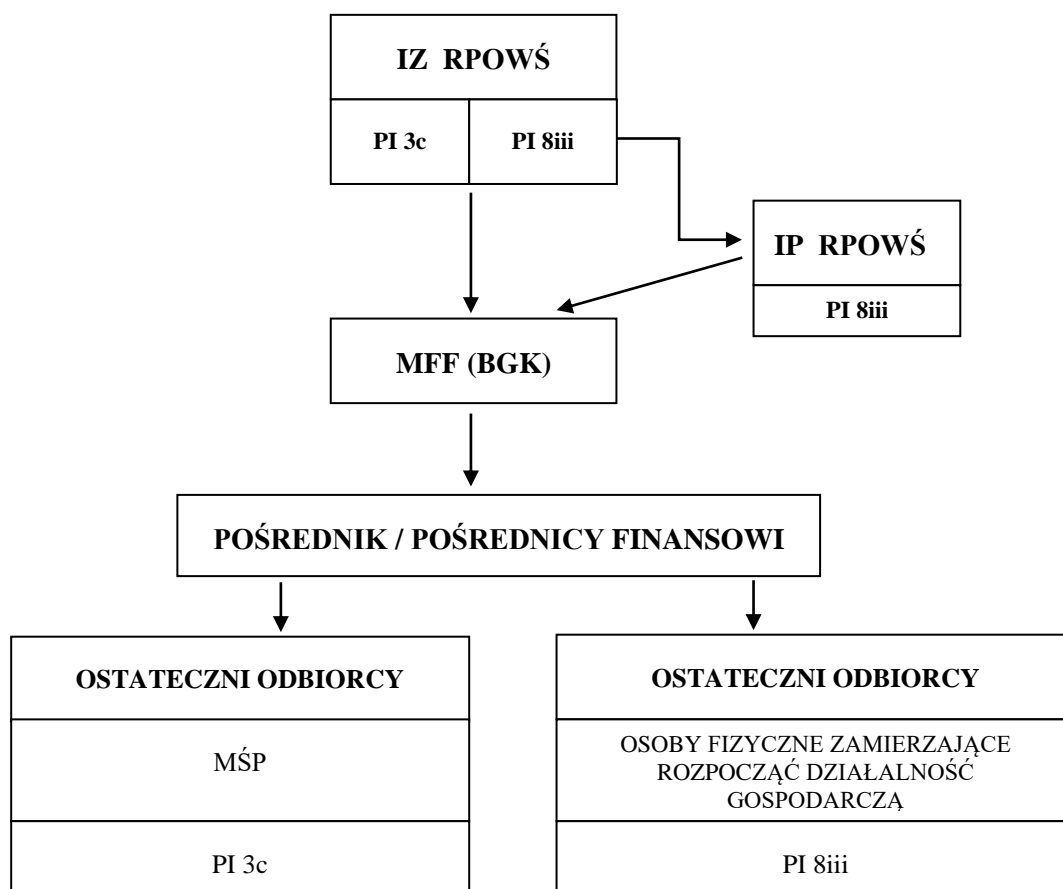 IZ RPOWŚ
PI 3c
PI 8iii
IP RPOWŚ
PI 8iii
MFF (BGK)
POŚREDNIK / POŚREDNICY FINANSOWI
OSTATECZNI ODBIORCY
MŚP
PI 3c
OSTATECZNI ODBIORCY
OSOBY FIZYCZNE ZAMIERZAJĄCE
ROZPOCZĄĆ DZIAŁALNOŚĆ
GOSPODARCZĄ
PI 8iii